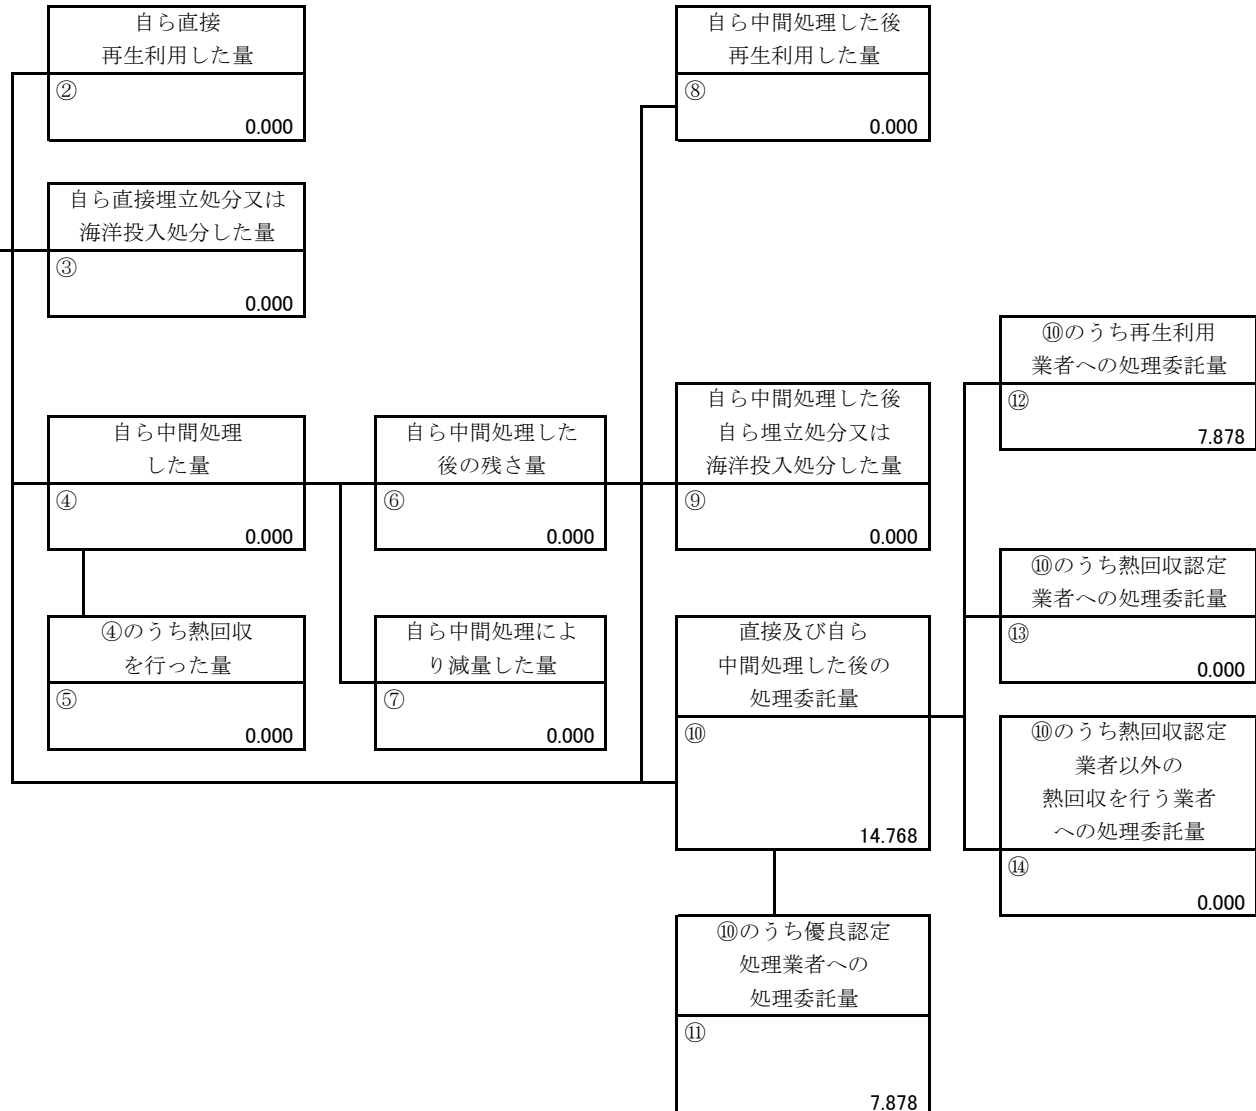 自ら直接
再生利用した量
②
0.000
自ら中間処理した後
再生利用した量
⑧
0.000
自ら直接埋立処分又は
海洋投入処分した量
③
0.000
⑩のうち再生利用
業者への処理委託量
⑫
7.878
自ら中間処理
した量
④
0.000
自ら中間処理した
後の残さ量
⑥
0.000
自ら中間処理した後
自ら埋立処分又は
海洋投入処分した量
⑨
0.000
⑩のうち熱回収認定
業者への処理委託量
⑬
0.000
④のうち熱回収
を行った量
⑤
0.000
自ら中間処理によ
り減量した量
⑦
0.000
直接及び自ら
中間処理した後の
処理委託量
⑩
14.768
⑩のうち熱回収認定
業者以外の
熱回収を行う業者
への処理委託量
⑭
0.000
⑩のうち優良認定
処理業者への
処理委託量
⑪
7.878